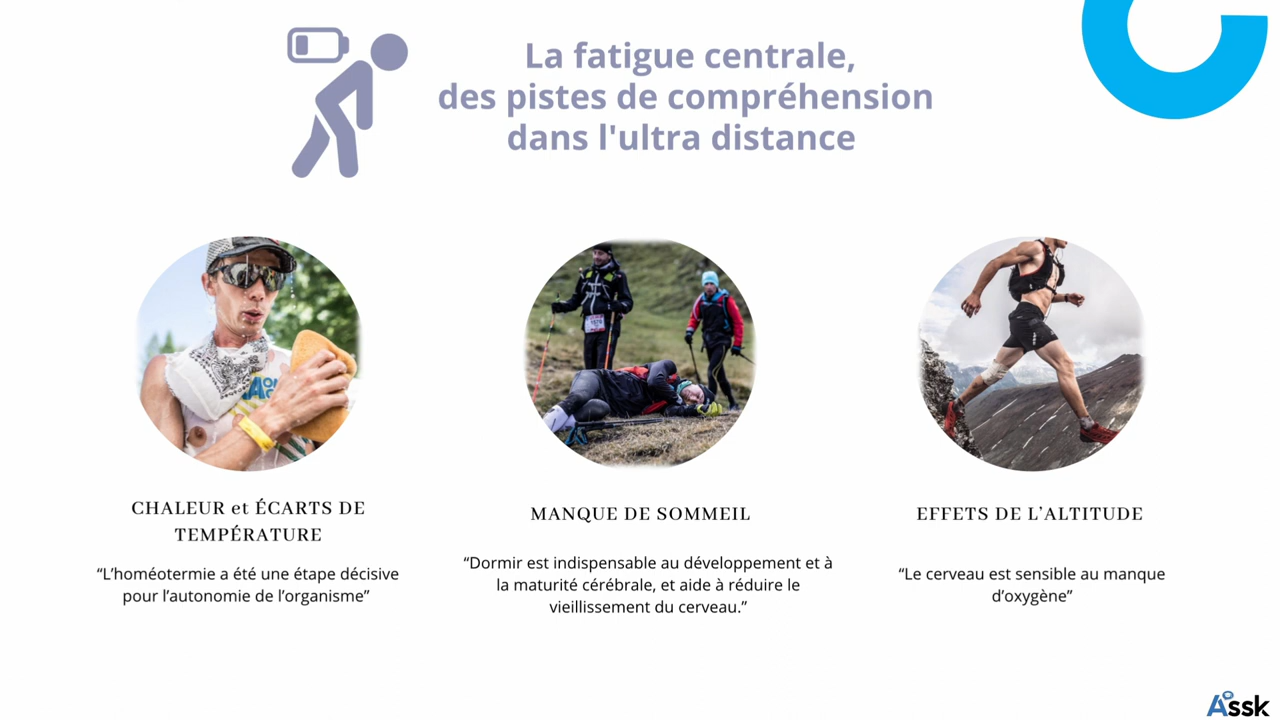 La fatigue centrale,
des pistes de compréhension
dans l'ultra distance
CHALEUR et ÉCARTS DE
TEMPÉRATURE
“L’homéotermie a été une étape décisive
pour l’autonomie de l’organisme”
MANQUE DE SOMMEIL
“Dormir est indispensable au développement et à
la maturité cérébrale, et aide à réduire le
vieillissement du cerveau.”
EFFETS DE L’ALTITUDE
“Le cerveau est sensible au manque
d’oxygène”
Assk